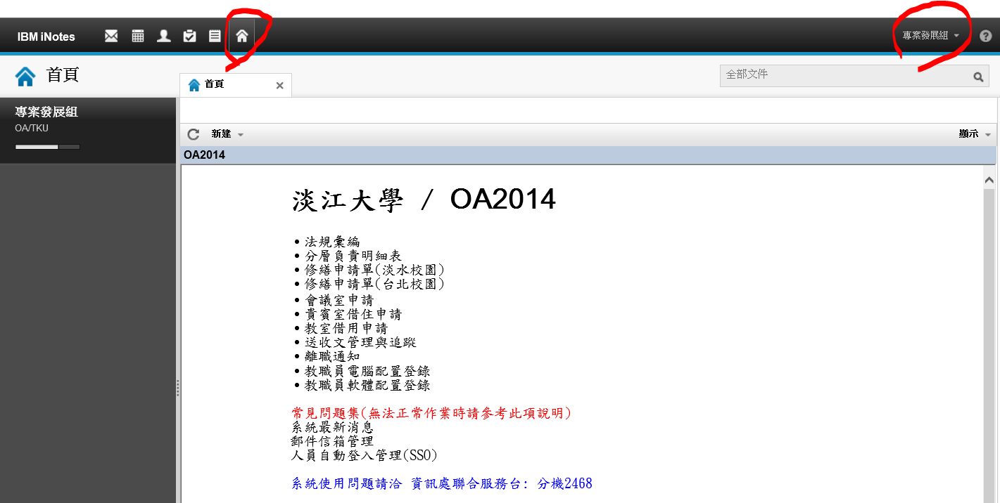 IBM iNotes
專案發展組
?
首頁
首頁
全部文件
專案發展組
OA/TKU
新建
顯示
OA2014
淡江大學 / OA2014
•法規彙編
•分層負責明細表
•修繕申請單(淡水校園)
•修繕申請單(台北校園)
•會議室申請
•貴賓室借住申請
•教室借用申請
•送收文管理與追蹤
•離職通知
•教職員電腦配置登錄
•教職員軟體配置登錄
常見問題集(無法正常作業時請參考此項說明)
系統最新消息
郵件信箱管理
人員自動登入管理(SSO)
系統使用問題請洽 資訊處聯合服務台: 分機2468